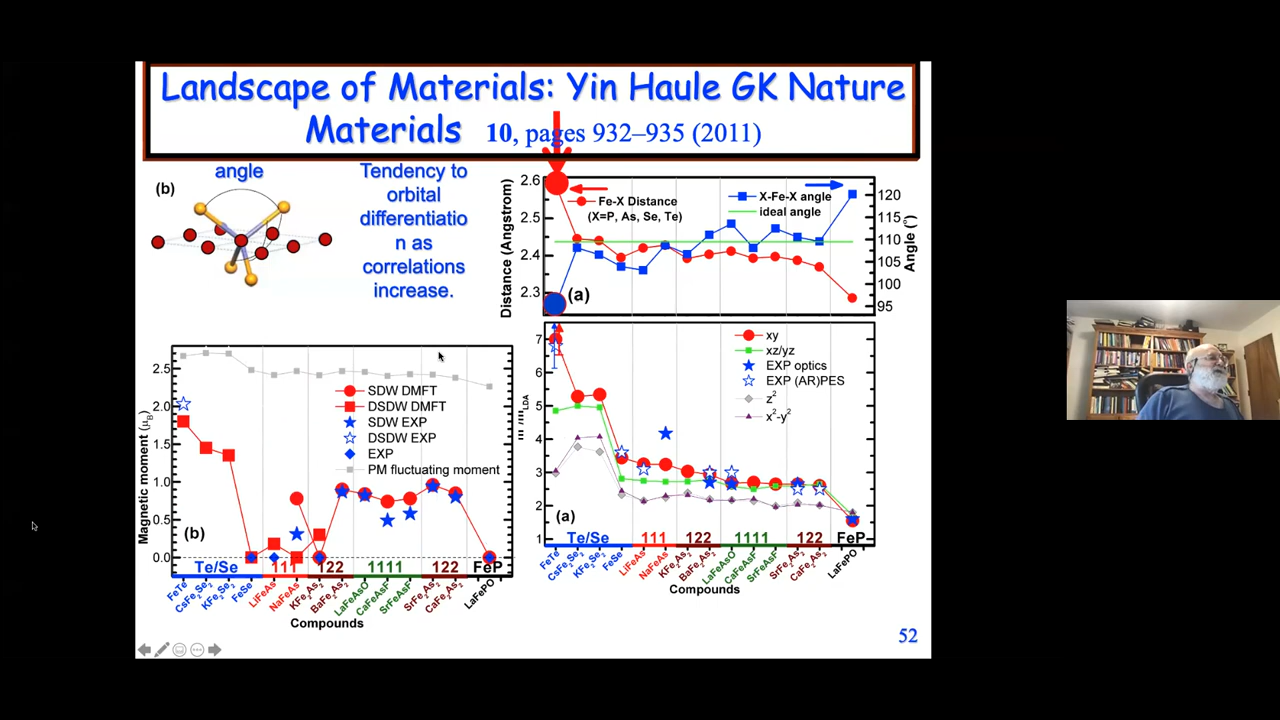 Landscape of Materials: Yin Haule GK Nature
Materials 10, pages 932–935 (2011)
(b)
angle
Tendency to
orbital
differentiatio
n as
correlations
increase.
Distance (Angstrom)
2.6
2.5
2.4
2.3
Fe-X Distance
(X=P, As, Se, Te)
X-Fe-X angle
ideal angle
(a)
120
115
110
105
100
95
Angle (°)
Magnetic moment (μB)
2.5
2.0
1.5
1.0
0.5
0.0
SDW DMFT
DSDW DMFT
SDW EXP
DSDW EXP
EXP
PM fluctuating moment
(b)
Te/Se 111 122 1111 122 FeP
FeTe
CsFe2Se2
KFe2Se2
FeSe
LiFeAs
NaFeAs
KFe2As2
BaFe2As2
LaFeAsO
CaFeAsF
SrFeAsF
SrFe2As2
CaFe2As2
LaFePO
Compounds
7
6
5
4
3
2
1
xy
xz/yz
EXP optics
EXP (AR)PES
z²
x²-y²
(a)
Te/Se 111 122 1111 122 FeP
FeTe
CsFe2Se2
KFe2Se2
FeSe
LiFeAs
NaFeAs
KFe2As2
BaFe2As2
LaFeAsO
CaFeAsF
SrFeAsF
SrFe2As2
CaFe2As2
LaFePO
Compounds
52